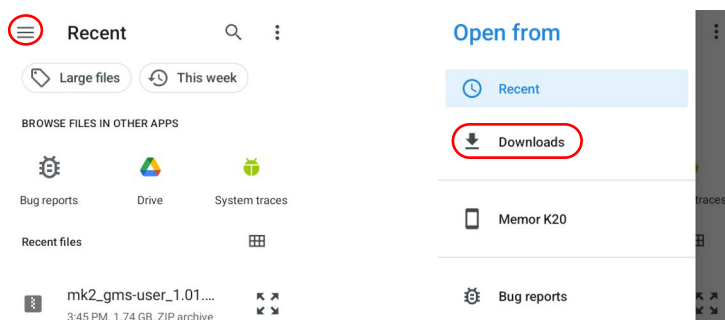 Recent
Large files
This week
BROWSE FILES IN OTHER APPS
Bug reports
Drive
System traces
Recent files
mk2_gms-user_1.01....
3:45 PM, 1.74 GB, ZIP archive
Open from
Recent
Downloads
Memor K20
Bug reports
traces